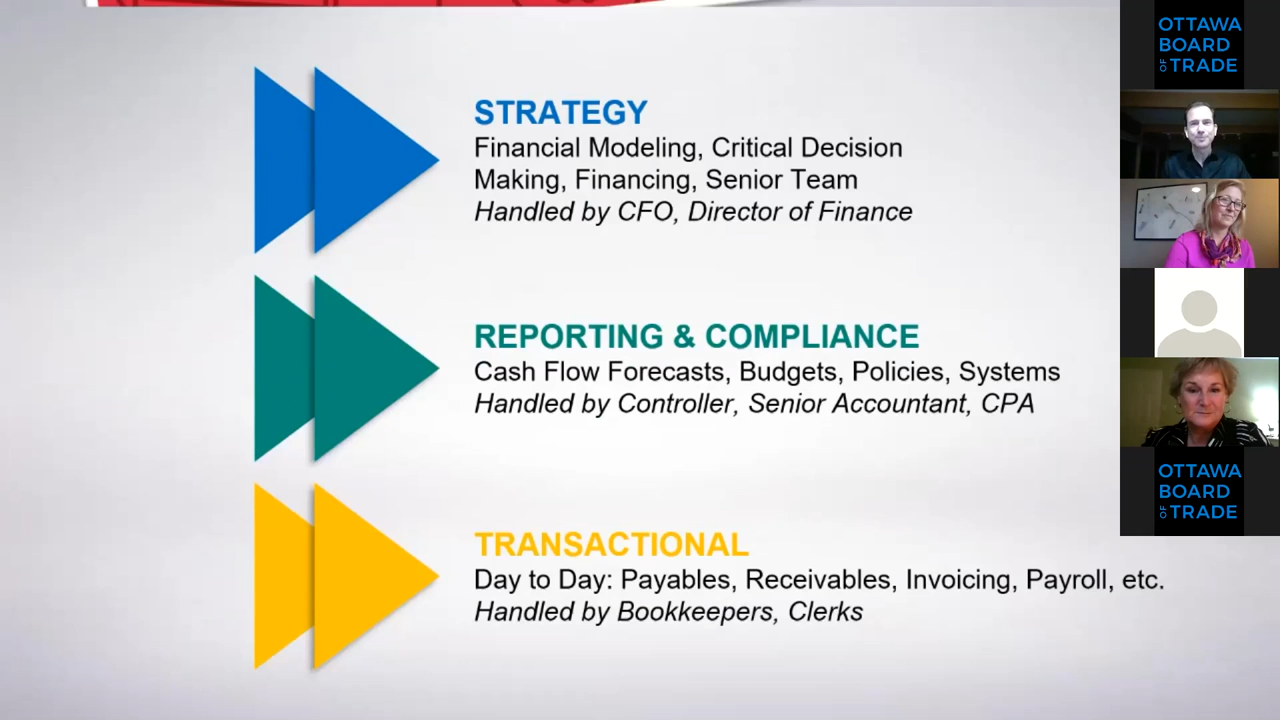 STRATEGY
Financial Modeling, Critical Decision
Making, Financing, Senior Team
Handled by CFO, Director of Finance
REPORTING & COMPLIANCE
Cash Flow Forecasts, Budgets, Policies, Systems
Handled by Controller, Senior Accountant, CPA
TRANSACTIONAL
Day to Day: Payables, Receivables, Invoicing, Payroll, etc.
Handled by Bookkeepers, Clerks
OTTAWA
BOARD
OF TRADE
OTTAWA
BOARD
OF TRADE